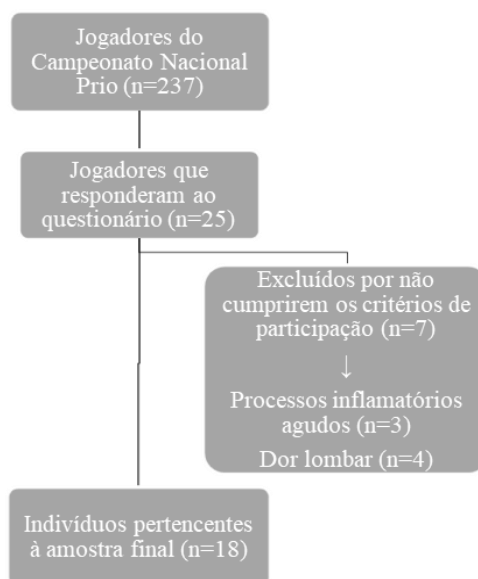 Jogadores do
Campeonato Nacional
Prio (n=237)
Jogadores que
responderam ao
questionário (n=25)
Excluídos por não
cumprirem os critérios de
participação (n=7)
↓
Processos inflamatórios
agudos (n=3)
Dor lombar (n=4)
Indivíduos pertencentes
à amostra final (n=18)